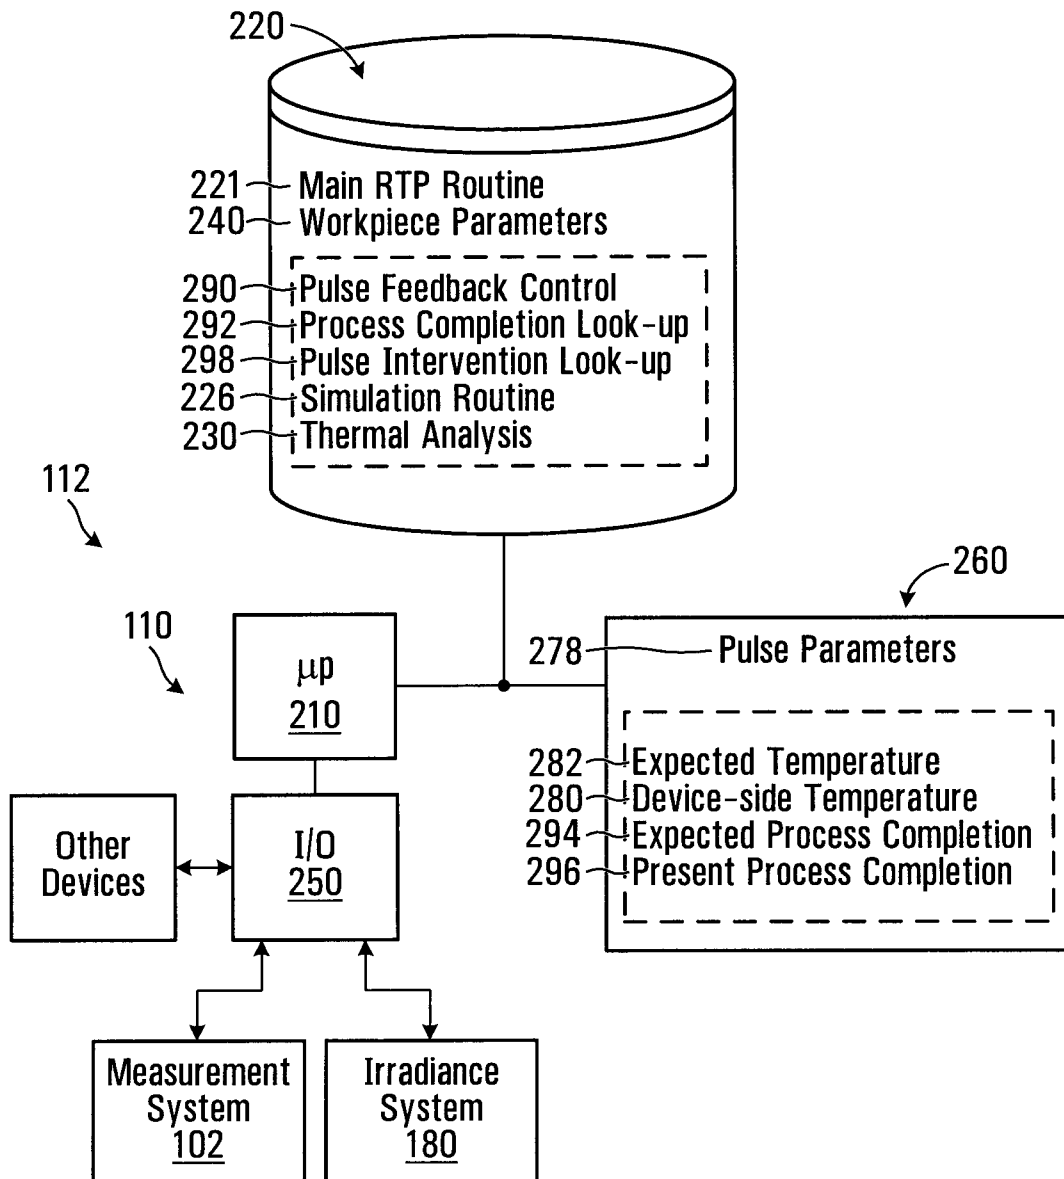 220
221 Main RTP Routine
240 Workpiece Parameters
290 Pulse Feedback Control
292 Process Completion Look-up
298 Pulse Intervention Look-up
226 Simulation Routine
230 Thermal Analysis
112
260
110
278 Pulse Parameters
μp
210
282 Expected Temperature
280 Device-side Temperature
294 Expected Process Completion
296 Present Process Completion
Other
Devices
I/O
250
Measurement
System
102
Irradiance
System
180